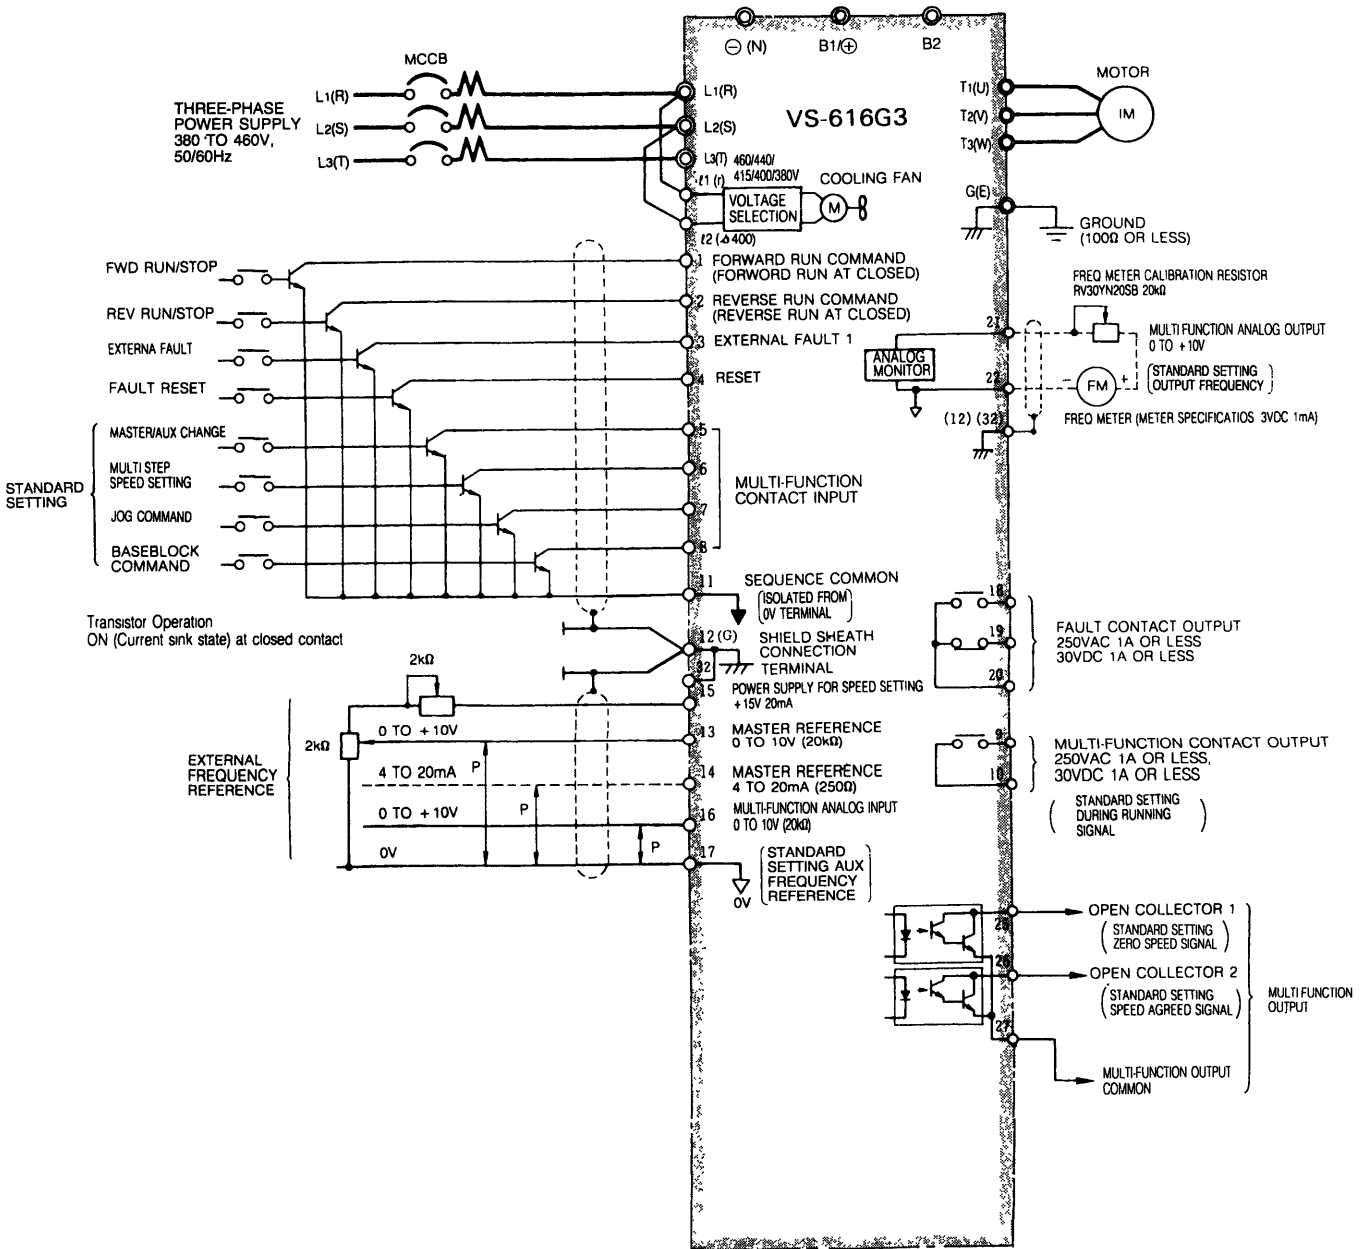 ⊖ (N)
B1/⊕
B2
MCCB
THREE-PHASE
POWER SUPPLY
380 TO 460V,
50/60Hz
L1(R)
L2(S)
L3(T)
L1(R)
L2(S)
L3(T)
460/440/
415/400/380V
VS-616G3
T1(U)
T2(V)
T3(W)
MOTOR
IM
ℓ1 (r)
VOLTAGE
SELECTION
COOLING FAN
M
ℓ2 (Δ400)
G(E)
GROUND
(100Ω OR LESS)
FWD RUN/STOP
REV RUN/STOP
EXTERNA FAULT
FAULT RESET
STANDARD
SETTING
MASTER/AUX CHANGE
MULTI STEP
SPEED SETTING
JOG COMMAND
BASEBLOCK
COMMAND
1
FORWARD RUN COMMAND
(FORWORD RUN AT CLOSED)
2
REVERSE RUN COMMAND
(REVERSE RUN AT CLOSED)
3
EXTERNAL FAULT 1
4
RESET
5
6
7
8
MULTI-FUNCTION
CONTACT INPUT
FREQ METER CALIBRATION RESISTOR
RV30YN20SB 20kΩ
21
MULTI FUNCTION ANALOG OUTPUT
0 TO +10V
ANALOG
MONITOR
22
FM
− +
(STANDARD SETTING
OUTPUT FREQUENCY)
(12) (32)
FREQ METER (METER SPECIFICATIOS 3VDC 1mA)
11
SEQUENCE COMMON
(ISOLATED FROM
0V TERMINAL)
Transistor Operation
ON (Current sink state) at closed contact
12 (G)
32
SHIELD SHEATH
CONNECTION
TERMINAL
15
POWER SUPPLY FOR SPEED SETTING
+15V 20mA
2kΩ
2kΩ
EXTERNAL
FREQUENCY
REFERENCE
0 TO +10V
P
13
MASTER REFERENCE
0 TO 10V (20kΩ)
4 TO 20mA
P
14
MASTER REFERENCE
4 TO 20mA (250Ω)
0 TO +10V
P
16
MULTI-FUNCTION ANALOG INPUT
0 TO 10V (20kΩ)
0V
17
0V
(STANDARD
SETTING AUX
FREQUENCY
REFERENCE)
18
19
20
FAULT CONTACT OUTPUT
250VAC 1A OR LESS
30VDC 1A OR LESS
9
10
MULTI-FUNCTION CONTACT OUTPUT
250VAC 1A OR LESS,
30VDC 1A OR LESS
(STANDARD SETTING
DURING RUNNING
SIGNAL)
25
OPEN COLLECTOR 1
(STANDARD SETTING
ZERO SPEED SIGNAL)
26
OPEN COLLECTOR 2
(STANDARD SETTING
SPEED AGREED SIGNAL)
27
MULTI FUNCTION
OUTPUT
MULTI-FUNCTION OUTPUT
COMMON